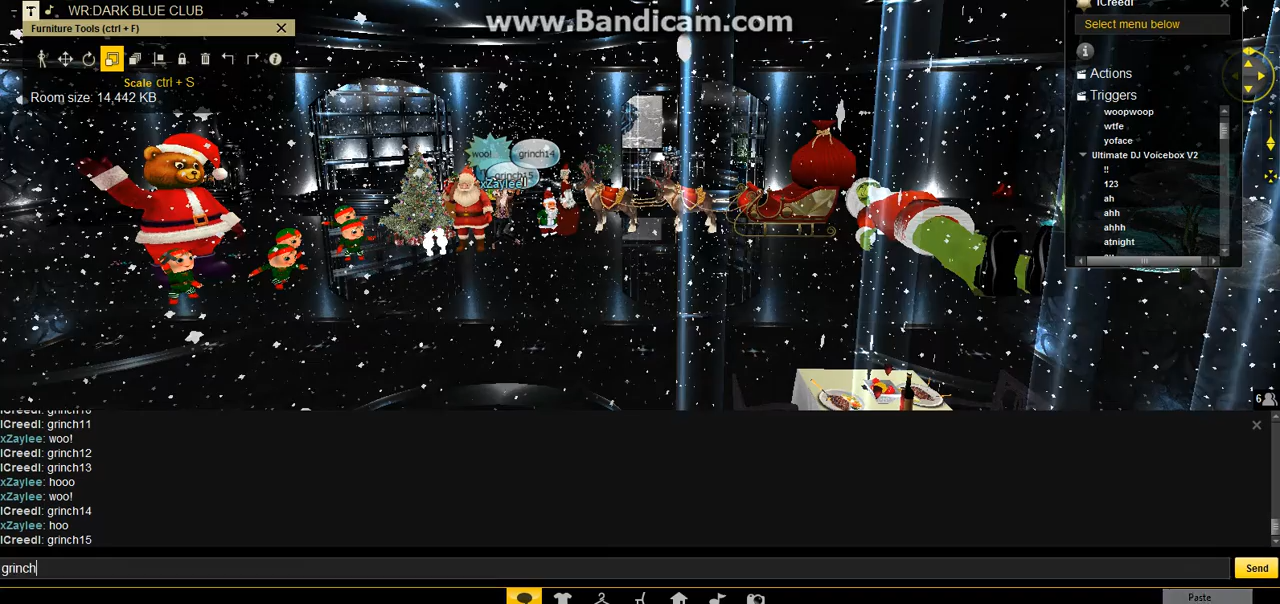 WR:DARK BLUE CLUB
Furniture Tools (ctrl + F)
Scale ctrl + S
Room size: 14,442 KB
www.Bandicam.com
woo!
grinch14
grinch15
xZaylee
ICreedI
Select menu below
Actions
Triggers
woopwoop
wtfe
yoface
Ultimate DJ Voicebox V2
!!
123
ah
ahh
ahhh
atnight
6
ICreedI: grinch11
xZaylee: woo!
ICreedI: grinch12
ICreedI: grinch13
xZaylee: hooo
xZaylee: woo!
ICreedI: grinch14
xZaylee: hoo
ICreedI: grinch15
grinch
Send
Paste